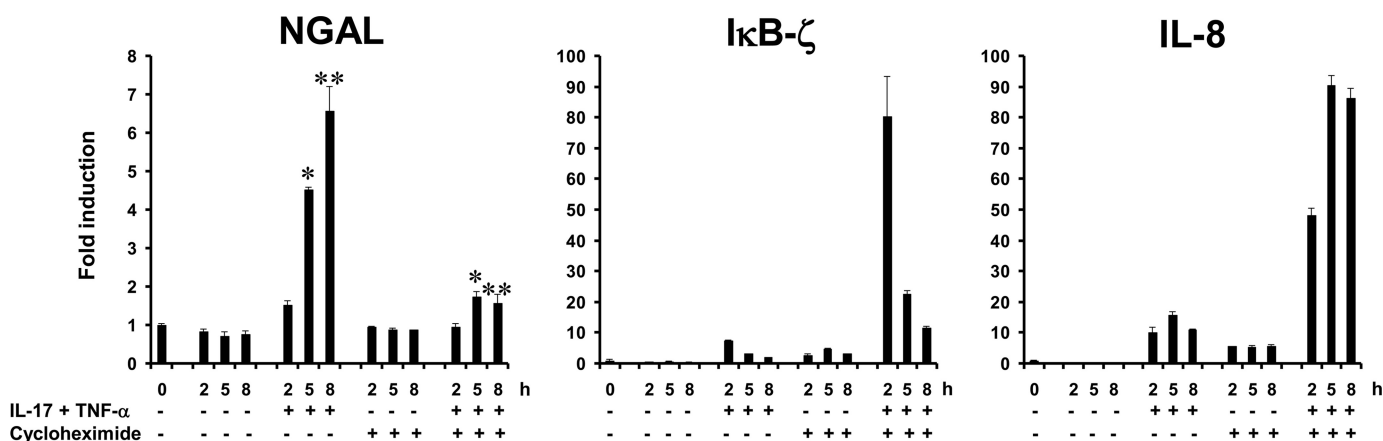 NGAL IκB-ζ IL-8
8 100 100
** 90 90
7 80 80
6 70 70
5 * 60 60
4 50 50
3 40 40
2 * 30 30
** 20 20
1 10 10
0 0 0
Fold induction
0 2 5 8 2 5 8 2 5 8 2 5 8 h 0 2 5 8 2 5 8 2 5 8 2 5 8 h 0 2 5 8 2 5 8 2 5 8 2 5 8 h
IL-17 + TNF-α - - - - + + + - - - + + + - - - - + + + - - - + + + - - - - + + + - - - + + +
Cycloheximide - - - - - - - + + + + + + - - - - - - - + + + + + + - - - - - - - + + + + + +